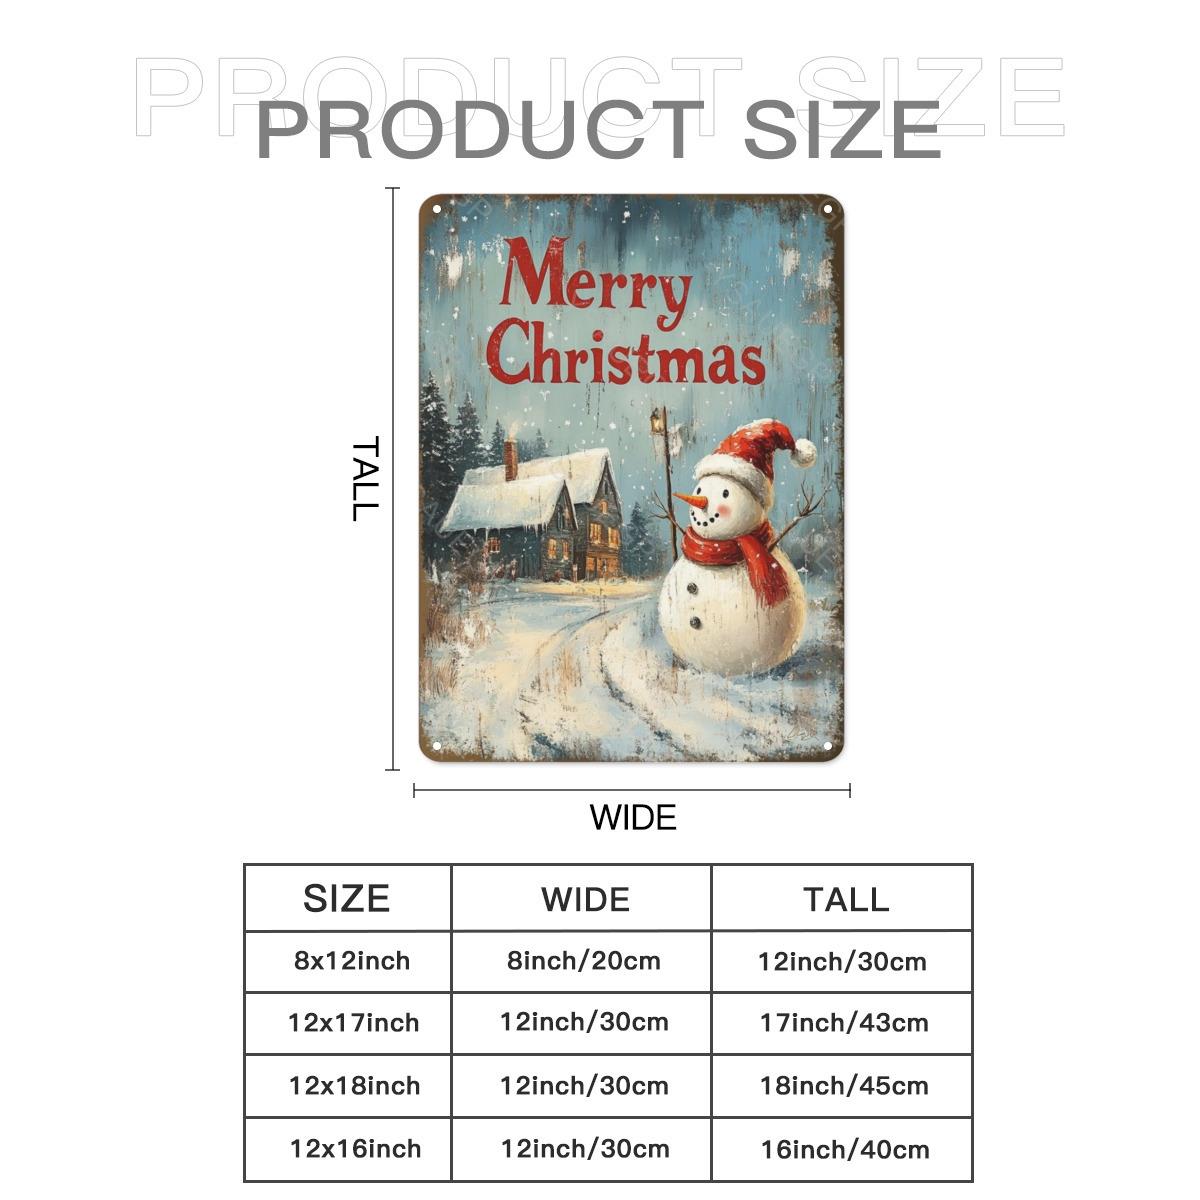 PRODUCT SIZE
PRODUCT SIZE
Merry
Christmas
TALL
WIDE
SIZE WIDE TALL
8x12inch 8inch/20cm 12inch/30cm
12x17inch 12inch/30cm 17inch/43cm
12x18inch 12inch/30cm 18inch/45cm
12x16inch 12inch/30cm 16inch/40cm